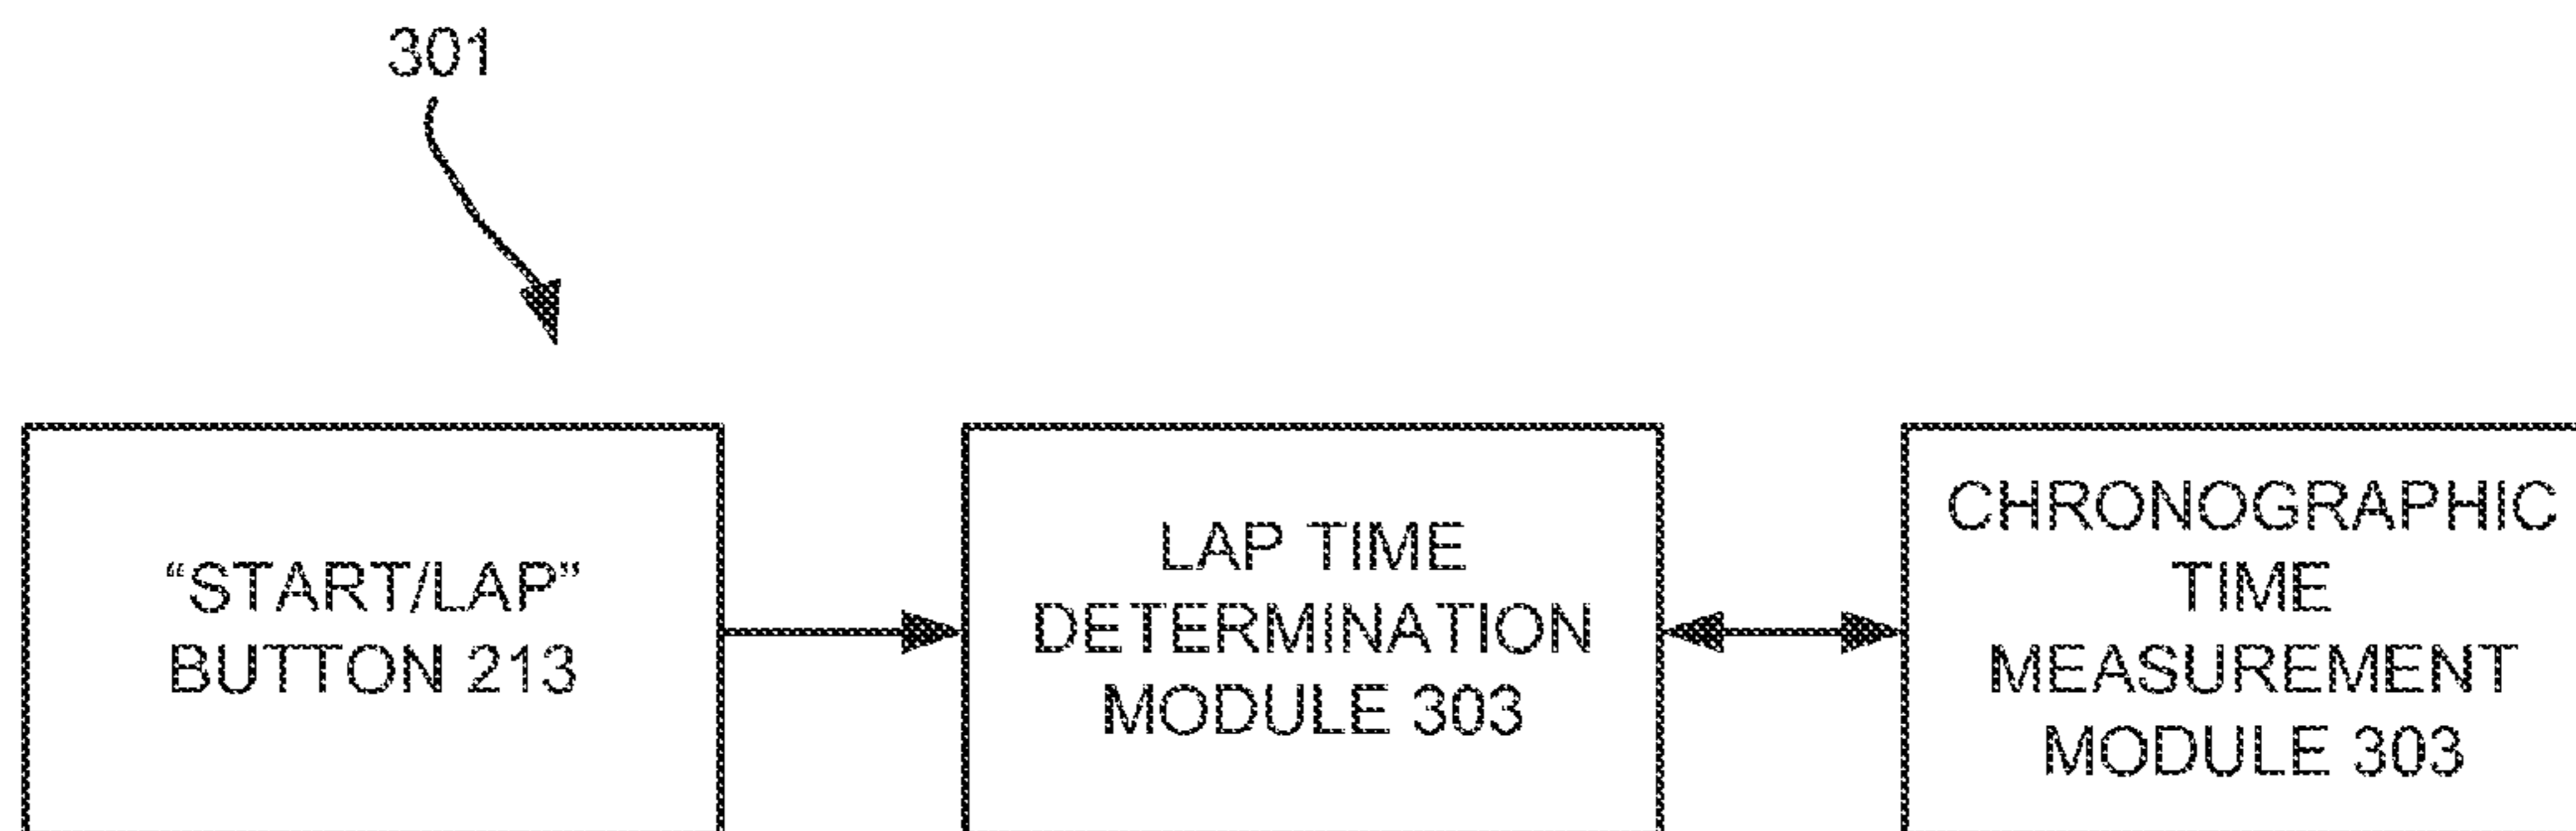 301
“START/LAP”
BUTTON 213
LAP TIME
DETERMINATION
MODULE 303
CHRONOGRAPHIC
TIME
MEASUREMENT
MODULE 303